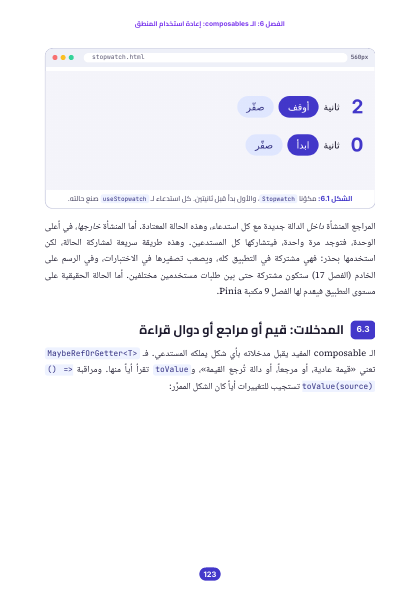 الفصل 6: الـ composables: إعادة استخدام المنطق
stopwatch.html
560px
2 ثانية أوقف صفّر
0 ثانية ابدأ صفّر
الشكل 6.1: مكوّنا Stopwatch، والأول بدأ قبل ثانيتين. كل استدعاء لـ useStopwatch صنع حالته.
المراجع المنشأة داخل الدالة جديدة مع كل استدعاء، وهذه الحالة المعتادة. أما المنشأة خارجها، في أعلى
الوحدة، فتوجد مرة واحدة، فيتشاركها كل المستدعين. وهذه طريقة سريعة لمشاركة الحالة، لكن
استخدمها بحذر: فهي مشتركة في التطبيق كله، ويصعب تصفيرها في الاختبارات، وفي الرسم على
الخادم (الفصل 17) ستكون مشتركة حتى بين طلبات مستخدمين مختلفين. أما الحالة الحقيقية على
مستوى التطبيق فيقدم لها الفصل 9 مكتبة Pinia.
6.3 المدخلات: قيم أو مراجع أو دوال قراءة
الـ composable المفيد يقبل مدخلاته بأي شكل يملكه المستدعي. فـ MaybeRefOrGetter<T>
تعني «قيمة عادية، أو مرجعاً، أو دالة تُرجع القيمة»، و toValue تقرأ أياً منها. ومراقبة () =>
toValue(source) تستجيب للتغييرات أياً كان الشكل الممرَّر:
123